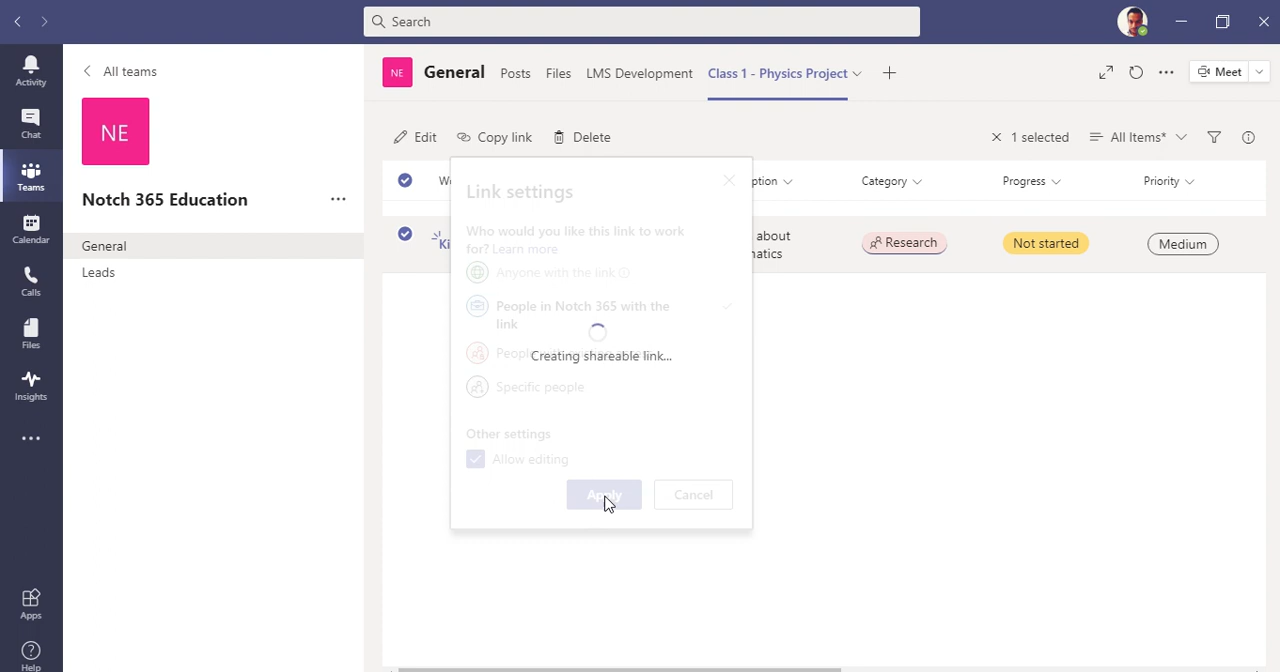 Search
Activity
Chat
Teams
Calendar
Calls
Files
Insights
Apps
Help
All teams
NE
Notch 365 Education
General
Leads
NE
General
Posts
Files
LMS Development
Class 1 - Physics Project
Meet
Edit
Copy link
Delete
1 selected
All Items*
Category
Progress
Priority
about
Research
Not started
Medium
Link settings
Who would you like this link to work
for? Learn more
Anyone with the link
People in Notch 365 with the
link
Creating shareable link...
People
Specific people
Other settings
Allow editing
Apply
Cancel